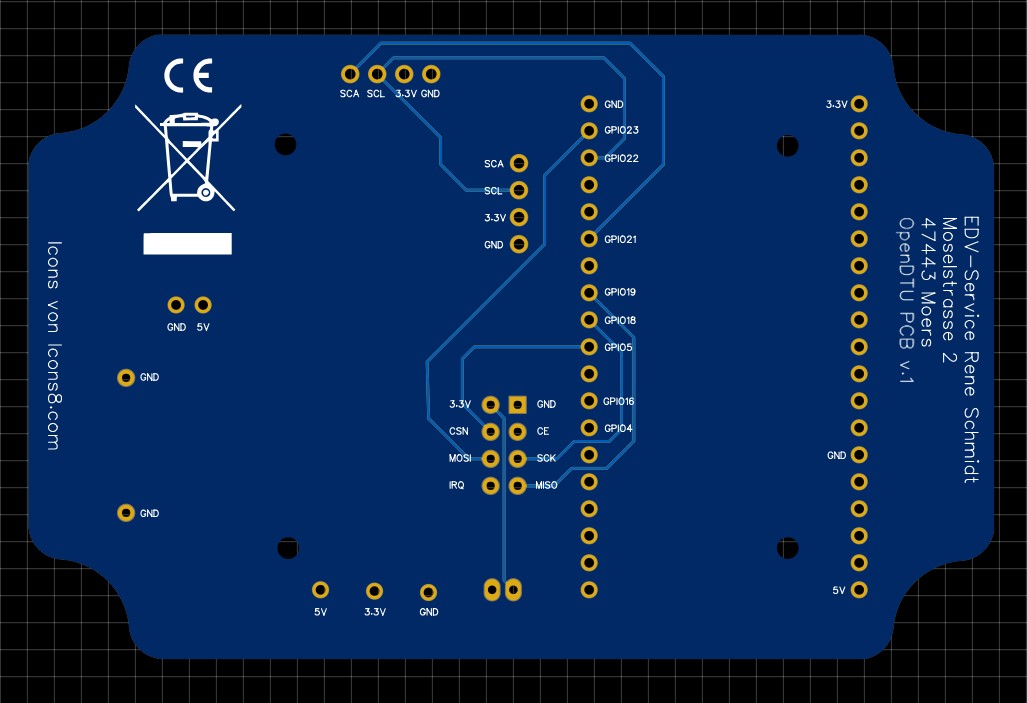 CE
SCA SCL 3.3V GND
GND
GPIO23
GPIO22
GPIO21
GPIO19
GPIO18
GPIO5
GPIO16
GPIO4
SCA
SCL
3.3V
GND
3.3V
GND
5V
EDV-Service Rene Schmidt
Moselstrasse 2
47443 Moers
OpenDTU PCB v.1
Icons von Icons8.com
GND 5V
GND
GND
3.3V GND
CSN CE
MOSI SCK
IRQ MISO
5V 3.3V GND